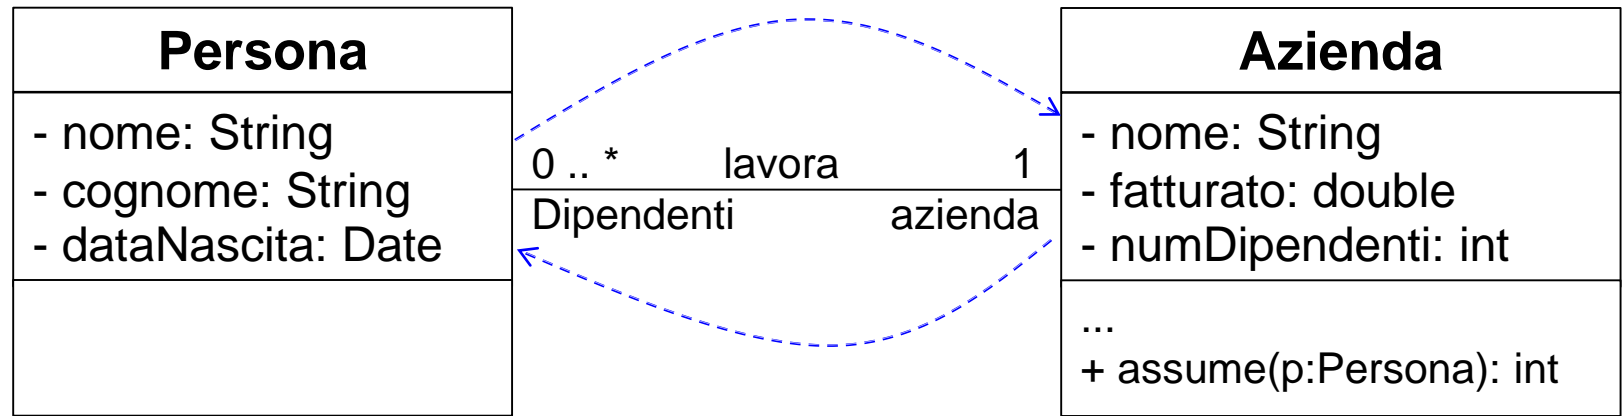 Persona
- nome: String
- cognome: String
- dataNascita: Date
0 .. * lavora 1
Dipendenti azienda
Azienda
- nome: String
- fatturato: double
- numDipendenti: int
...
+ assume(p:Persona): int